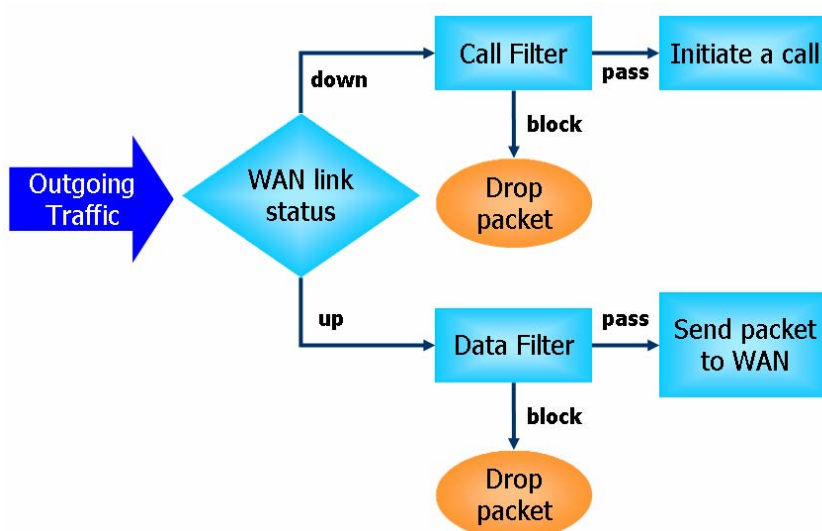 Outgoing
Traffic
WAN link
status
down
Call Filter
pass
Initiate a call
block
Drop
packet
up
Data Filter
pass
Send packet
to WAN
block
Drop
packet